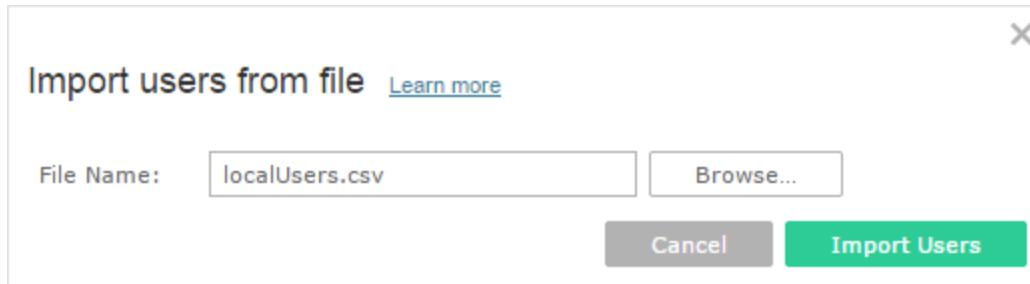 Import users from file Learn more
File Name: localUsers.csv Browse...
Cancel Import Users